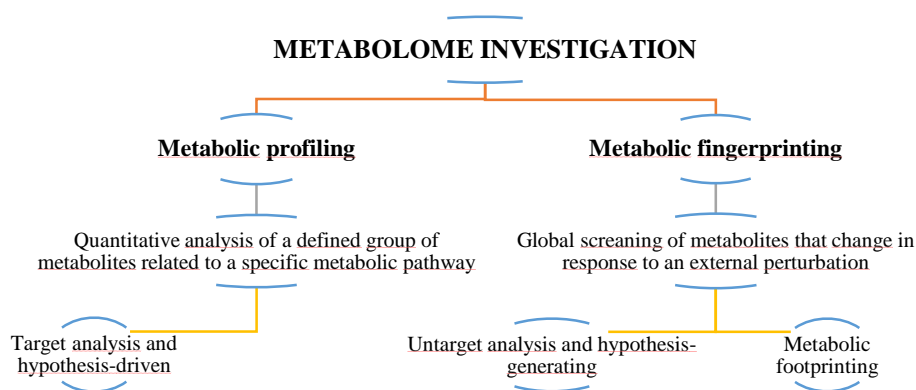 METABOLOME INVESTIGATION
Metabolic profiling
Metabolic fingerprinting
Quantitative analysis of a defined group of
metabolites related to a specific metabolic pathway
Global screaning of metabolites that change in
response to an external perturbation
Target analysis and
hypothesis-driven
Untarget analysis and hypothesis-
generating
Metabolic
footprinting